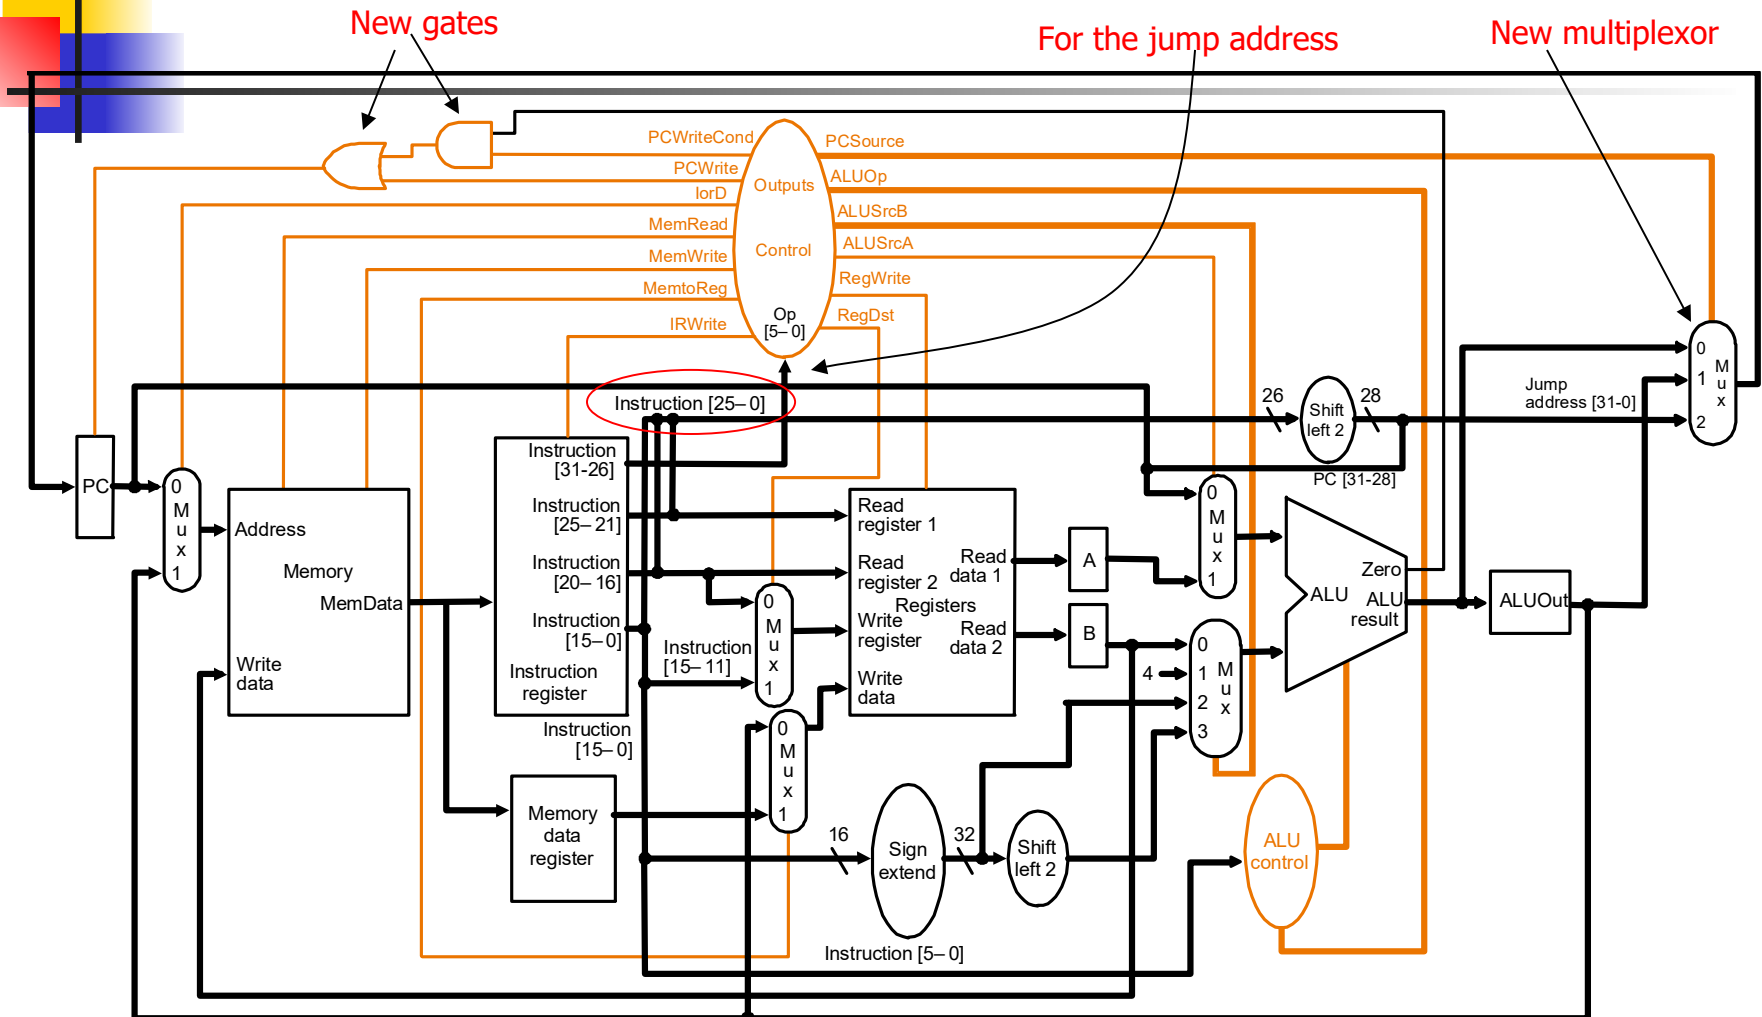 New gates
For the jump address
New multiplexor
PCWriteCond
PCWrite
IorD
MemRead
MemWrite
MemtoReg
IRWrite
Outputs
Control
Op
[5–0]
PCSource
ALUOp
ALUSrcB
ALUSrcA
RegWrite
RegDst
Instruction [25–0]
26
Shift
left 2
28
Jump
address [31-0]
0
1
2
M
u
x
PC [31-28]
PC
0
M
u
x
1
Address
Memory
MemData
Write
data
Instruction
[31-26]
Instruction
[25–21]
Instruction
[20–16]
Instruction
[15–0]
Instruction
register
Instruction
[15–0]
Memory
data
register
Instruction
[15–11]
0
M
u
x
1
0
M
u
x
1
Read
register 1
Read
register 2
Registers
Write
register
Write
data
Read
data 1
Read
data 2
A
B
0
M
u
x
1
4
0
1
2
3
M
u
x
Zero
ALU
ALU
result
ALUOut
16
Sign
extend
32
Shift
left 2
ALU
control
Instruction [5–0]